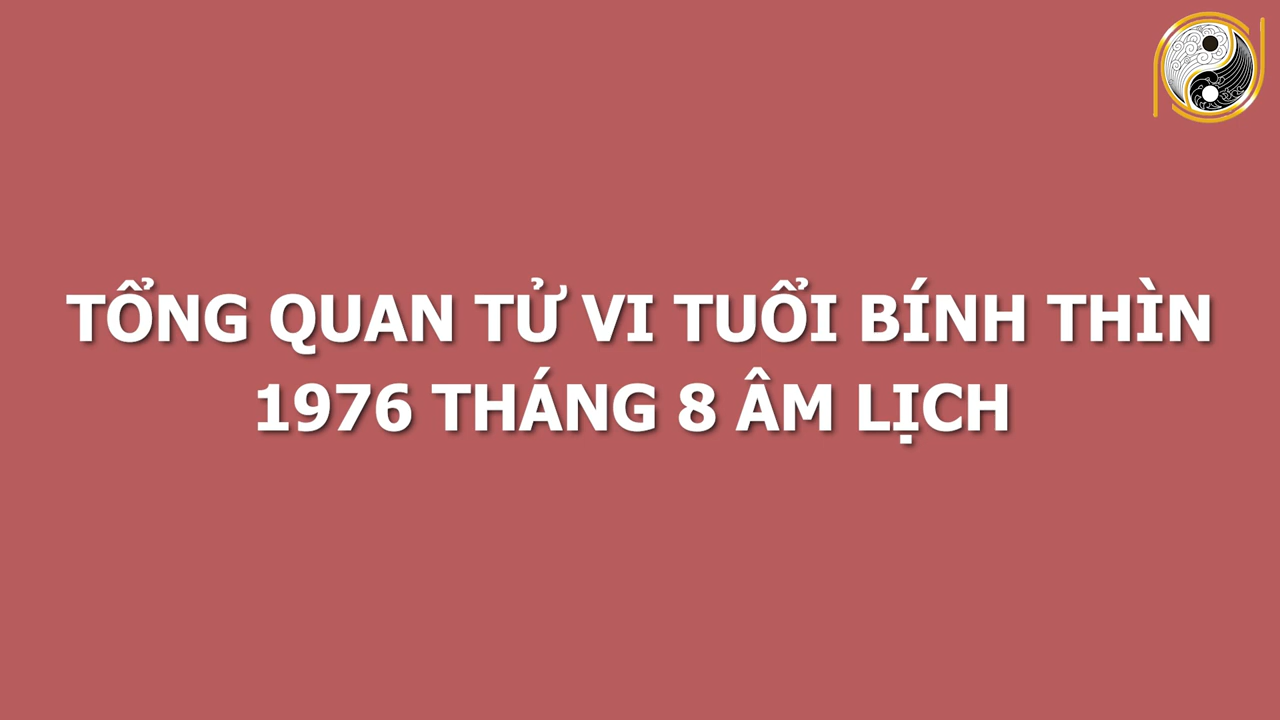 TỔNG QUAN TỬ VI TUỔI BÍNH THÌN
1976 THÁNG 8 ÂM LỊCH